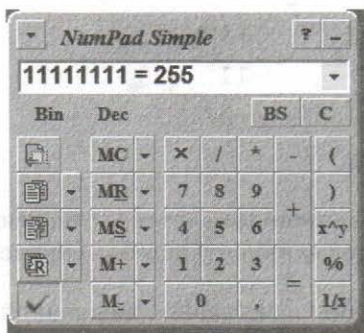 NumPad Simple ? –
11111111 = 255
Bin Dec BS C
MC × / * - (
MR 7 8 9 + )
MS 4 5 6 x^y
R M+ 1 2 3 = %
M- 0 , 1/x